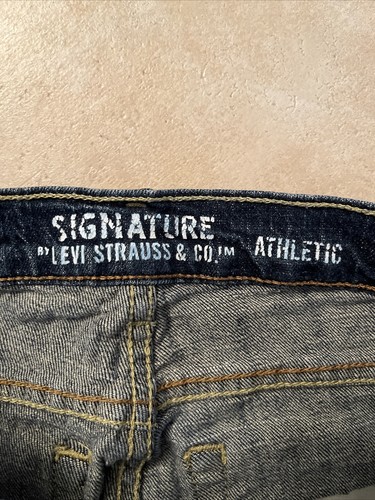 SIGNATURE
BY LEVI STRAUSS & CO.™ ATHLETIC